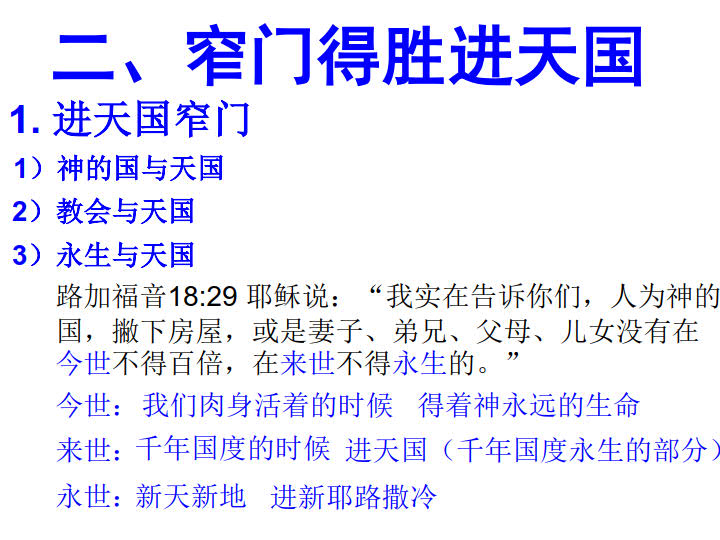 二、窄门得胜进天国
1. 进天国窄门
1）神的国与天国
2）教会与天国
3）永生与天国
路加福音18:29 耶稣说：“我实在告诉你们，人为神的
国，撇下房屋，或是妻子、弟兄、父母、儿女没有在
今世不得百倍，在来世不得永生的。”
今世：我们肉身活着的时候 得着神永远的生命
来世：千年国度的时候 进天国（千年国度永生的部分）
永世：新天新地 进新耶路撒冷